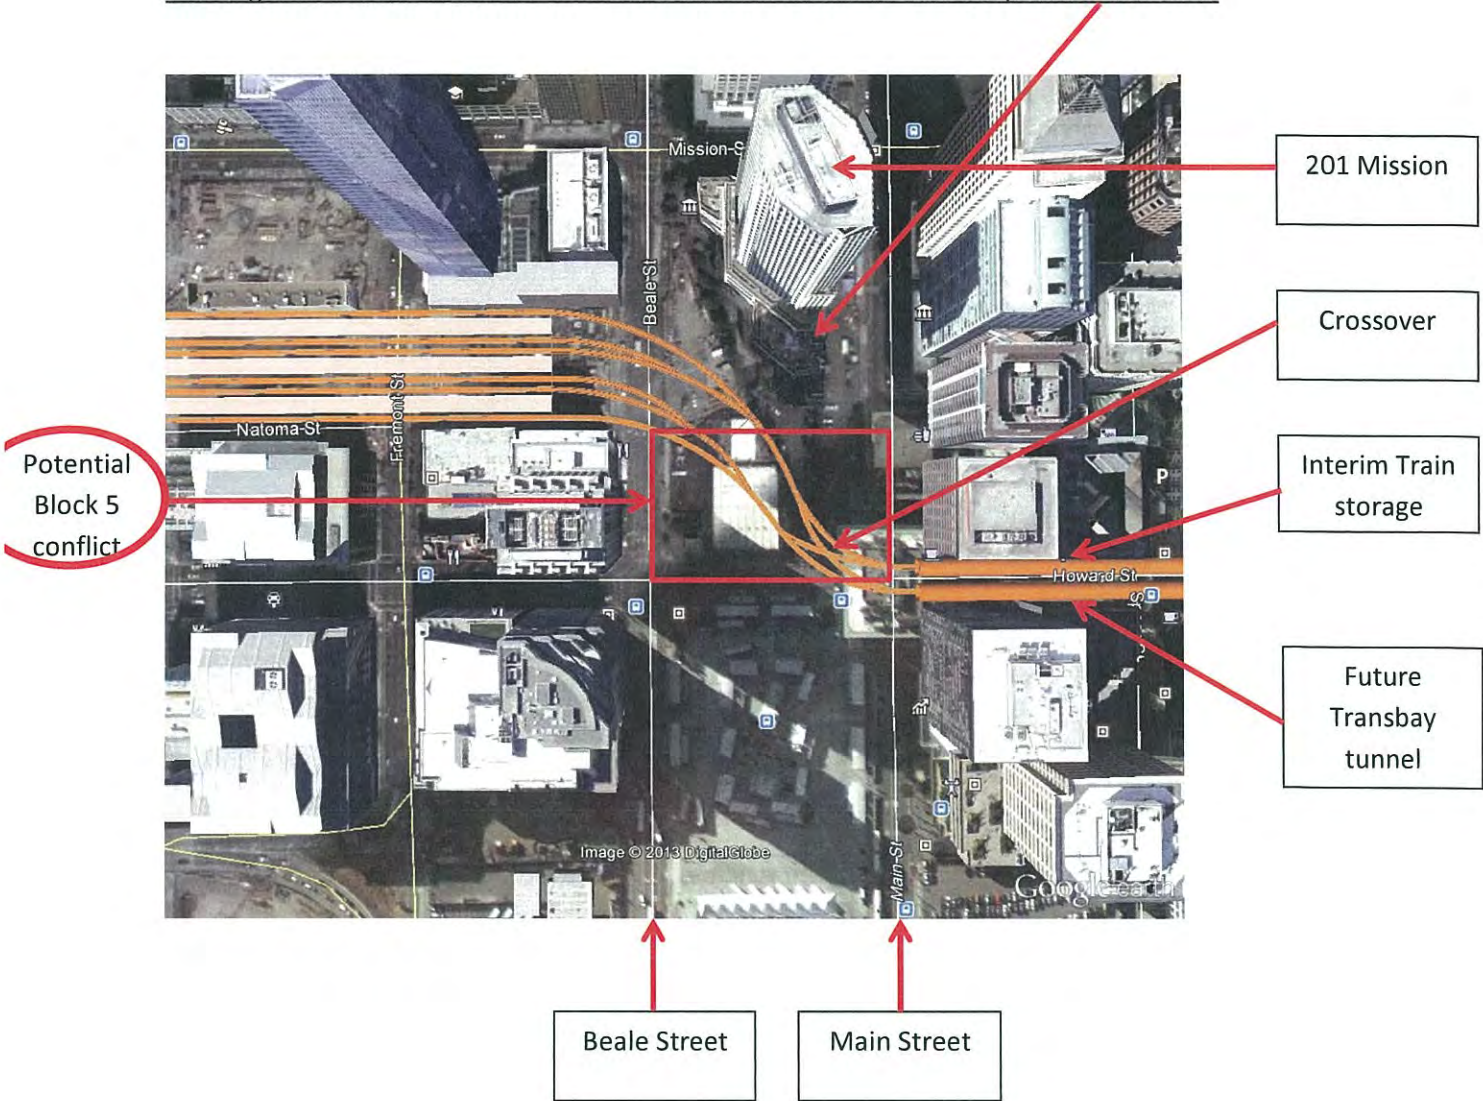 Mission-S
201 Mission
Beale-St
Crossover
Fremont-St
Natoma-St
Potential
Block 5
conflict
Interim Train
storage
P
Howard-St
St
Future
Transbay
tunnel
Image © 2013 DigitalGlobe
Main-St
Google earth
Beale Street
Main Street